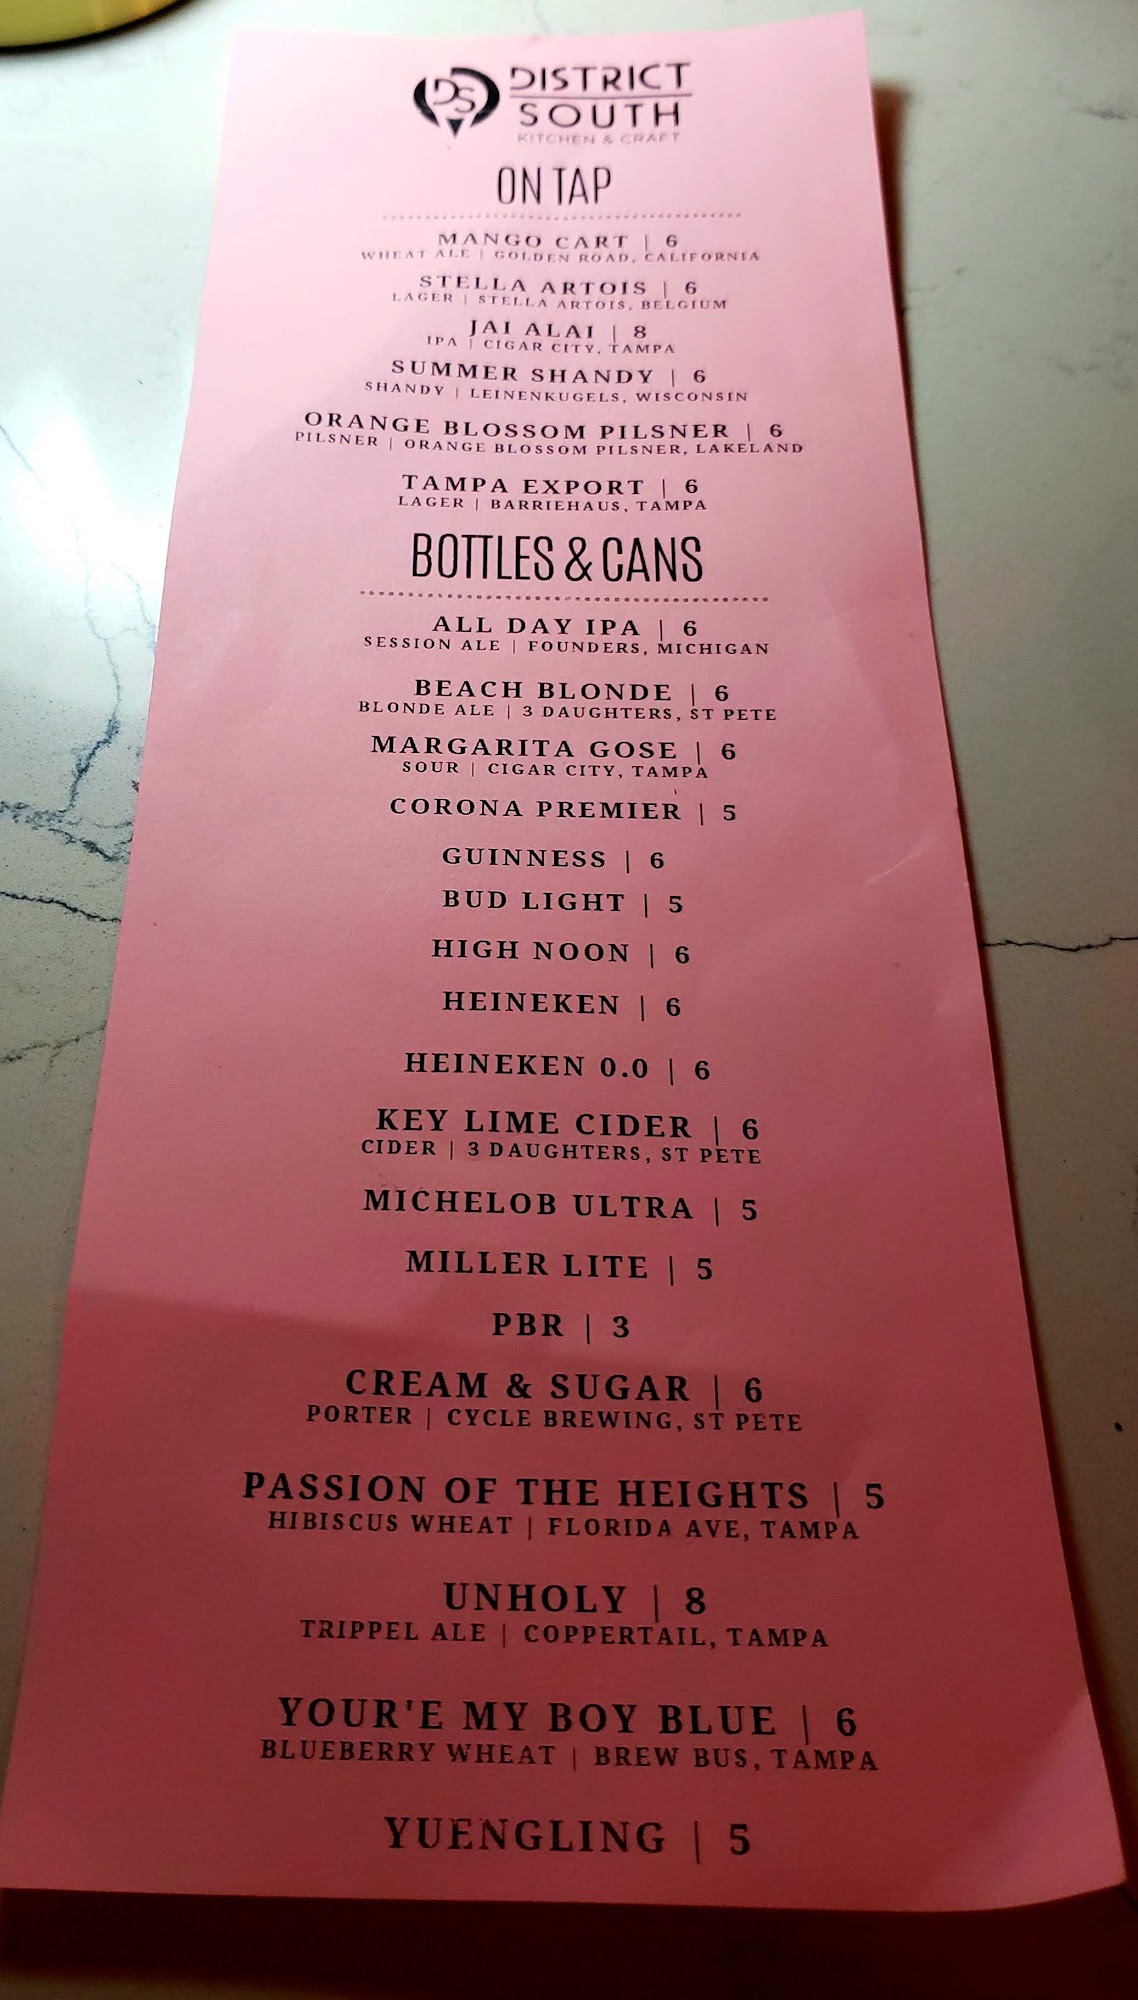 DS
DISTRICT
SOUTH
KITCHEN & CRAFT
ON TAP
MANGO CART | 6
WHEAT ALE | GOLDEN ROAD, CALIFORNIA
STELLA ARTOIS | 6
LAGER | STELLA ARTOIS, BELGIUM
JAI ALAI | 8
IPA | CIGAR CITY, TAMPA
SUMMER SHANDY | 6
SHANDY | LEINENKUGELS, WISCONSIN
ORANGE BLOSSOM PILSNER | 6
PILSNER | ORANGE BLOSSOM PILSNER, LAKELAND
TAMPA EXPORT | 6
LAGER | BARRIEHAUS, TAMPA
BOTTLES & CANS
ALL DAY IPA | 6
SESSION ALE | FOUNDERS, MICHIGAN
BEACH BLONDE | 6
BLONDE ALE | 3 DAUGHTERS, ST PETE
MARGARITA GOSE | 6
SOUR | CIGAR CITY, TAMPA
CORONA PREMIER | 5
GUINNESS | 6
BUD LIGHT | 5
HIGH NOON | 6
HEINEKEN | 6
HEINEKEN 0.0 | 6
KEY LIME CIDER | 6
CIDER | 3 DAUGHTERS, ST PETE
MICHELOB ULTRA | 5
MILLER LITE | 5
PBR | 3
CREAM & SUGAR | 6
PORTER | CYCLE BREWING, ST PETE
PASSION OF THE HEIGHTS | 5
HIBISCUS WHEAT | FLORIDA AVE, TAMPA
UNHOLY | 8
TRIPPEL ALE | COPPERTAIL, TAMPA
YOUR'E MY BOY BLUE | 6
BLUEBERRY WHEAT | BREW BUS, TAMPA
YUENGLING | 5